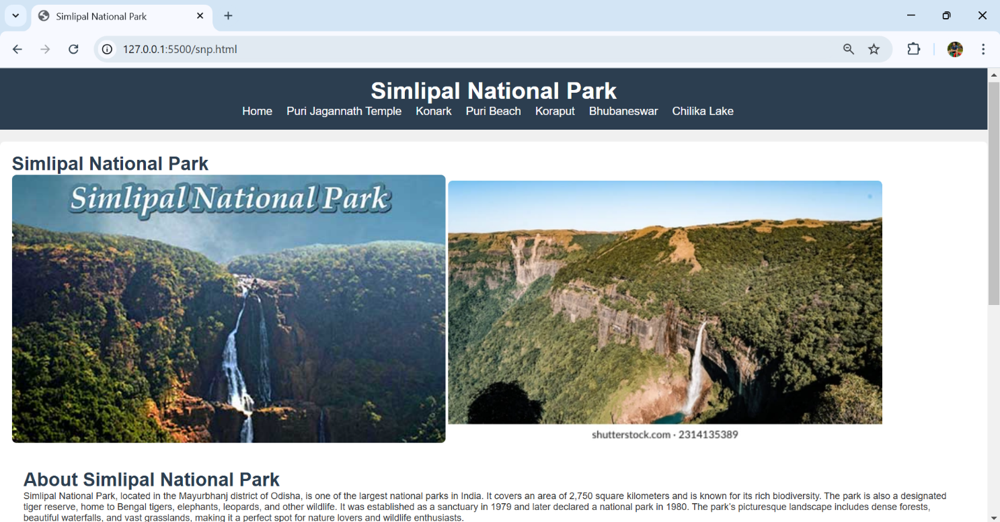 Simlipal National Park
127.0.0.1:5500/snp.html
Simlipal National Park
Home Puri Jagannath Temple Konark Puri Beach Koraput Bhubaneswar Chilika Lake
Simlipal National Park
Simlipal National Park
shutterstock.com · 2314135389
About Simlipal National Park
Simlipal National Park, located in the Mayurbhanj district of Odisha, is one of the largest national parks in India. It covers an area of 2,750 square kilometers and is known for its rich biodiversity. The park is also a designated
tiger reserve, home to Bengal tigers, elephants, leopards, and other wildlife. It was established as a sanctuary in 1979 and later declared a national park in 1980. The park's picturesque landscape includes dense forests,
beautiful waterfalls, and vast grasslands, making it a perfect spot for nature lovers and wildlife enthusiasts.